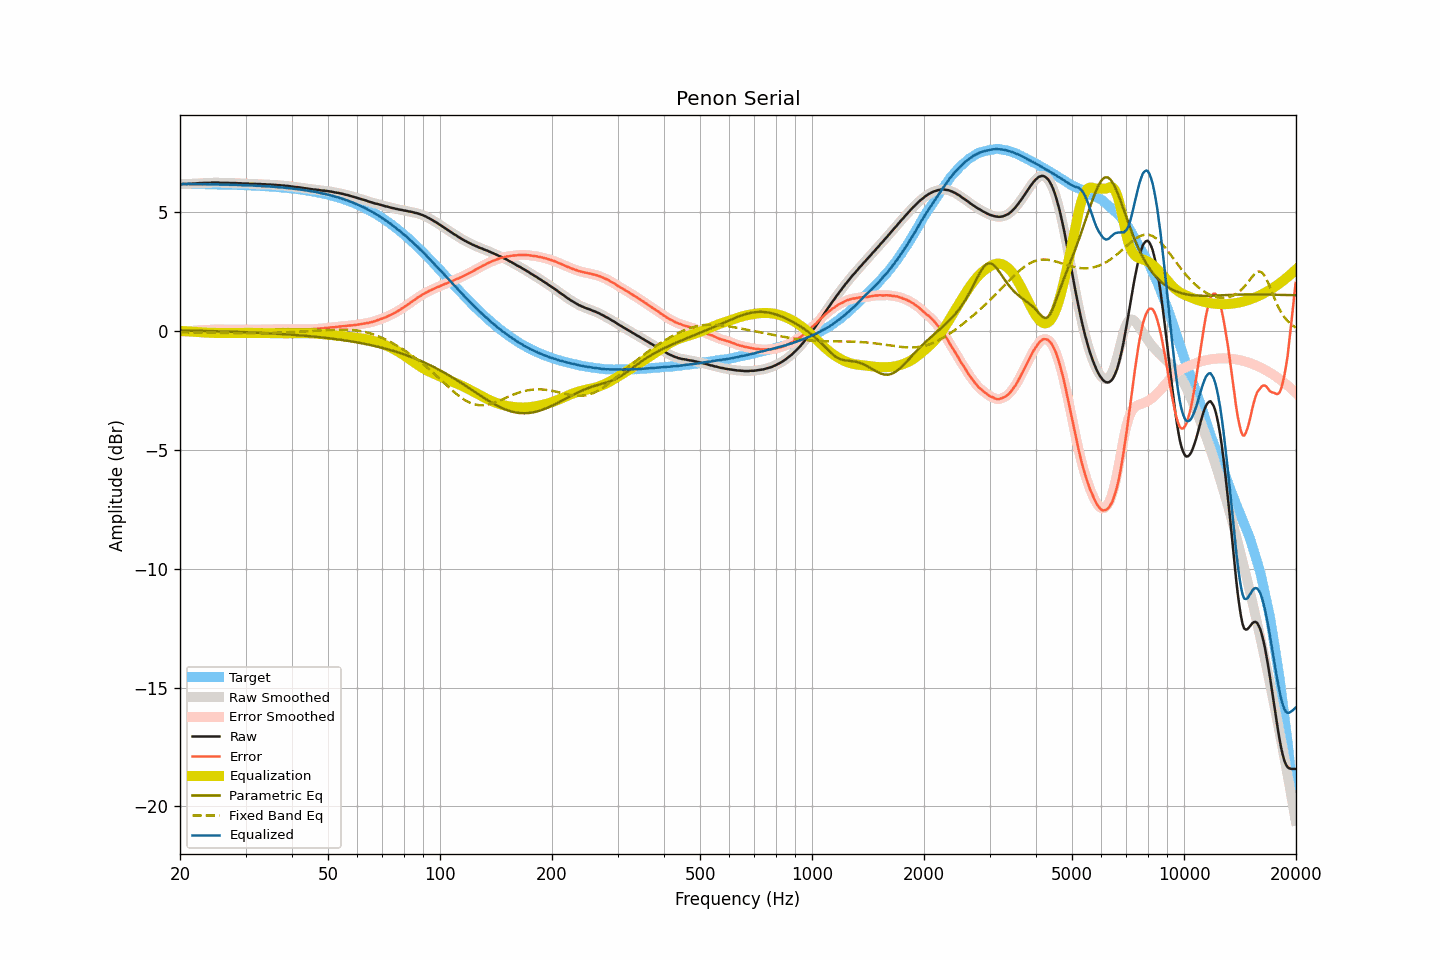 Penon Serial
Amplitude (dBr)
5
0
−5
−10
−15
−20
Target
Raw Smoothed
Error Smoothed
Raw
Error
Equalization
Parametric Eq
Fixed Band Eq
Equalized
20 50 100 200 500 1000 2000 5000 10000 20000
Frequency (Hz)